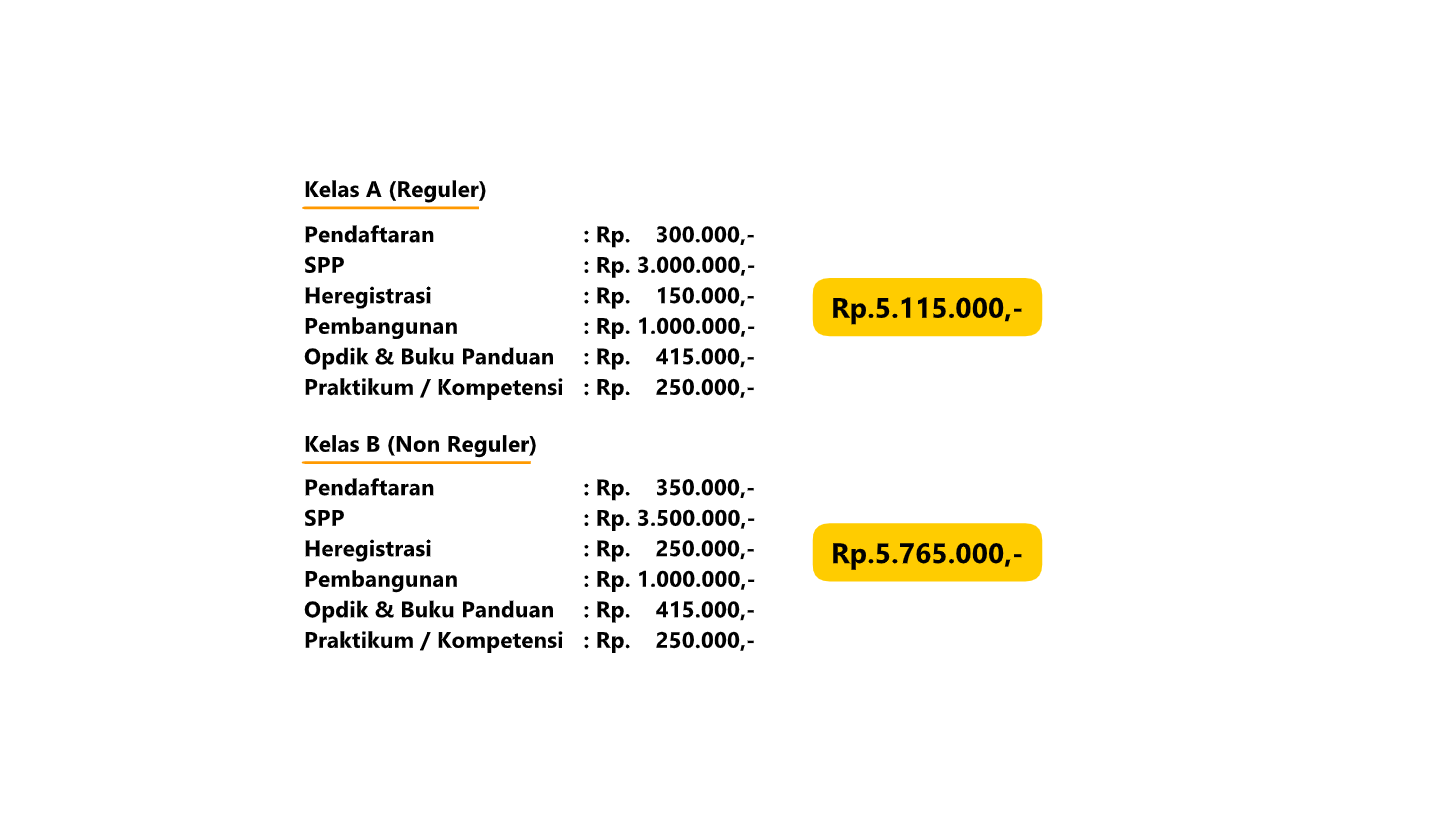 Kelas A (Reguler)
Pendaftaran : Rp. 300.000,-
SPP : Rp. 3.000.000,-
Heregistrasi : Rp. 150.000,-
Pembangunan : Rp. 1.000.000,-
Opdik & Buku Panduan : Rp. 415.000,-
Praktikum / Kompetensi : Rp. 250.000,-
Rp.5.115.000,-
Kelas B (Non Reguler)
Pendaftaran : Rp. 350.000,-
SPP : Rp. 3.500.000,-
Heregistrasi : Rp. 250.000,-
Pembangunan : Rp. 1.000.000,-
Opdik & Buku Panduan : Rp. 415.000,-
Praktikum / Kompetensi : Rp. 250.000,-
Rp.5.765.000,-